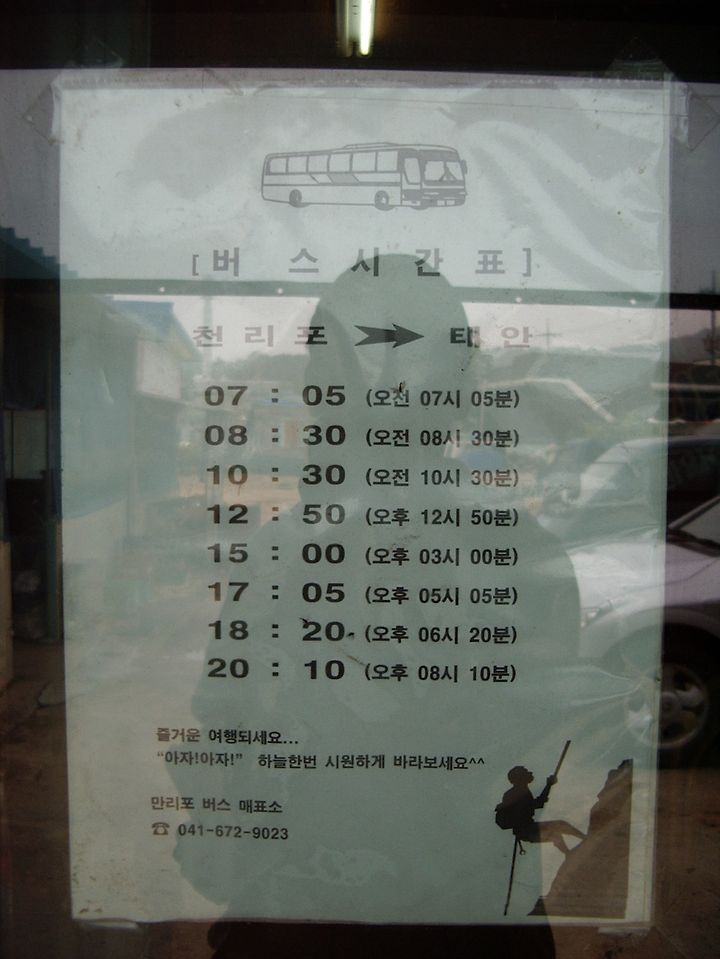 [버 스 시 간 표]
천리포 → 태안
07 : 05 (오전 07시 05분)
08 : 30 (오전 08시 30분)
10 : 30 (오전 10시 30분)
12 : 50 (오후 12시 50분)
15 : 00 (오후 03시 00분)
17 : 05 (오후 05시 05분)
18 : 20 (오후 06시 20분)
20 : 10 (오후 08시 10분)
즐거운 여행되세요...
“아자!아자!” 하늘한번 시원하게 바라보세요^^
만리포 버스 매표소
☎ 041-672-9023